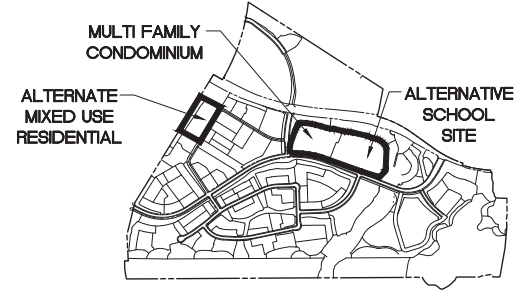 MULTI FAMILY
CONDOMINIUM
ALTERNATE
MIXED USE
RESIDENTIAL
ALTERNATIVE
SCHOOL
SITE